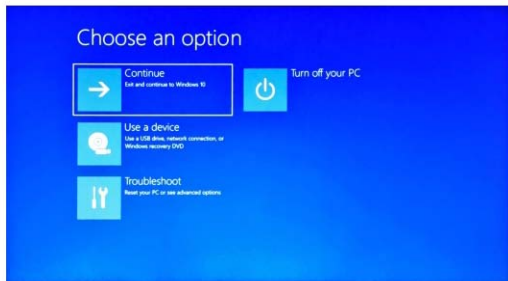 Choose an option
Continue
Exit and continue to Windows 10
Turn off your PC
Use a device
Use a USB drive, network connection, or
Windows recovery DVD
Troubleshoot
Reset your PC or see advanced options